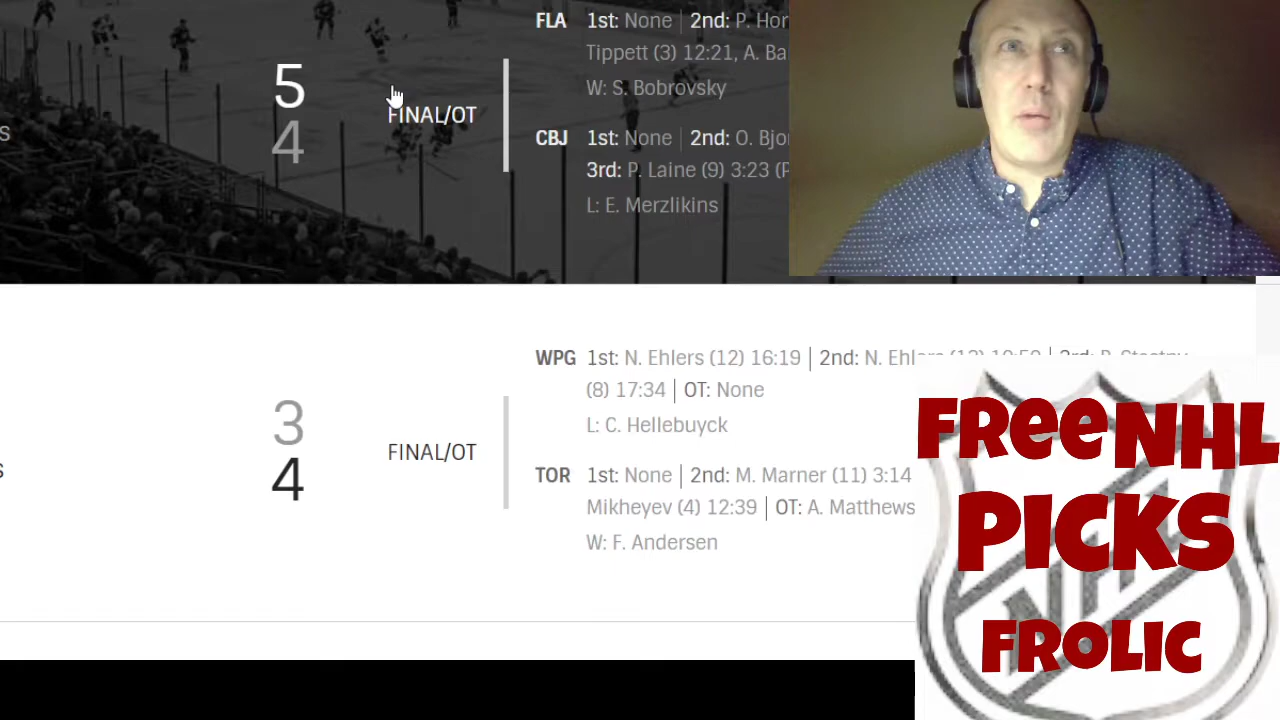 FLA 1st: None | 2nd: P. Hor
Tippett (3) 12:21, A. Ba
W: S. Bobrovsky
5
4
FINAL/OT
S
CBJ 1st: None | 2nd: O. Bjo
3rd: P. Laine (9) 3:23 (P
L: E. Merzlikins
WPG 1st: N. Ehlers (12) 16:19 | 2nd: N. Ehlers
(8) 17:34 | OT: None
L: C. Hellebuyck
3
4
FINAL/OT
S
TOR 1st: None | 2nd: M. Marner (11) 3:14
Mikheyev (4) 12:39 | OT: A. Matthews
W: F. Andersen
FREE NHL
PICKS
NHL
FROLIC